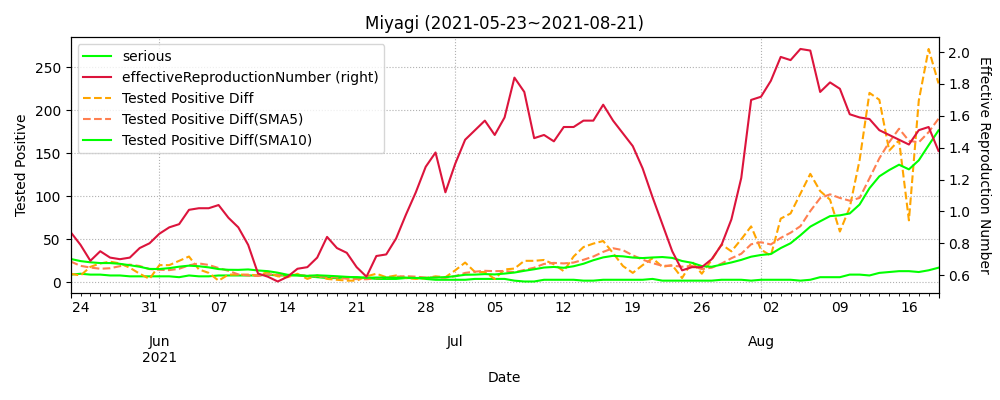 Miyagi (2021-05-23~2021-08-21)
serious
effectiveReproductionNumber (right)
Tested Positive Diff
Tested Positive Diff(SMA5)
Tested Positive Diff(SMA10)
Tested Positive
250
200
150
100
50
0
2.0
1.8
1.6
1.4
1.2
1.0
0.8
0.6
Effective Reproduction Number
24 31 07 14 21 28 05 12 19 26 02 09 16
Jun Jul Aug
2021
Date